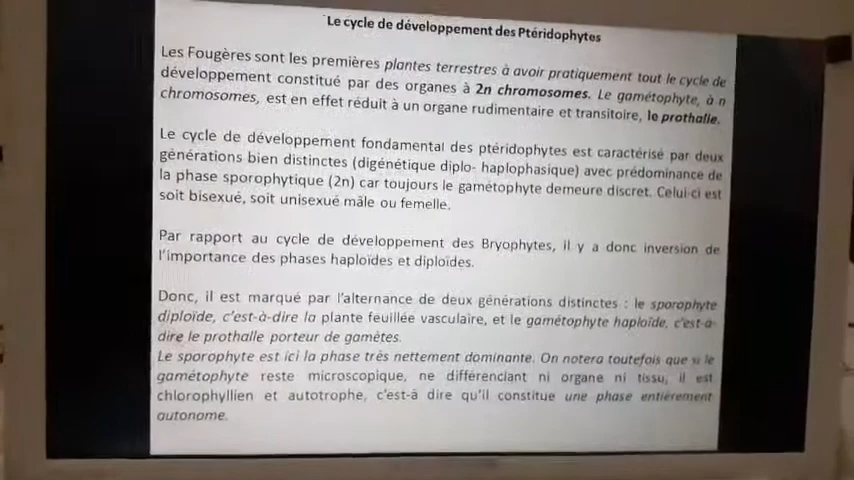 Le cycle de développement des Ptéridophytes
Les Fougères sont les premières plantes terrestres à avoir pratiquement tout le cycle de
développement constitué par des organes à 2n chromosomes. Le gamétophyte, à n
chromosomes, est en effet réduit à un organe rudimentaire et transitoire, le prothalle.
Le cycle de développement fondamental des ptéridophytes est caractérisé par deux
générations bien distinctes (digénétique diplo- haplophasique) avec prédominance de
la phase sporophytique (2n) car toujours le gamétophyte demeure discret. Celui-ci est
soit bisexué, soit unisexué mâle ou femelle.
Par rapport au cycle de développement des Bryophytes, il y a donc inversion de
l'importance des phases haploïdes et diploïdes.
Donc, il est marqué par l'alternance de deux générations distinctes : le sporophyte
diploïde, c'est-à-dire la plante feuillée vasculaire, et le gamétophyte haploïde, c'est-à-
dire le prothalle porteur de gamètes.
Le sporophyte est ici la phase très nettement dominante. On notera toutefois que si le
gamétophyte reste microscopique, ne différenciant ni organe ni tissu, il est
chlorophyllien et autotrophe, c'est-à dire qu'il constitue une phase entièrement
autonome.